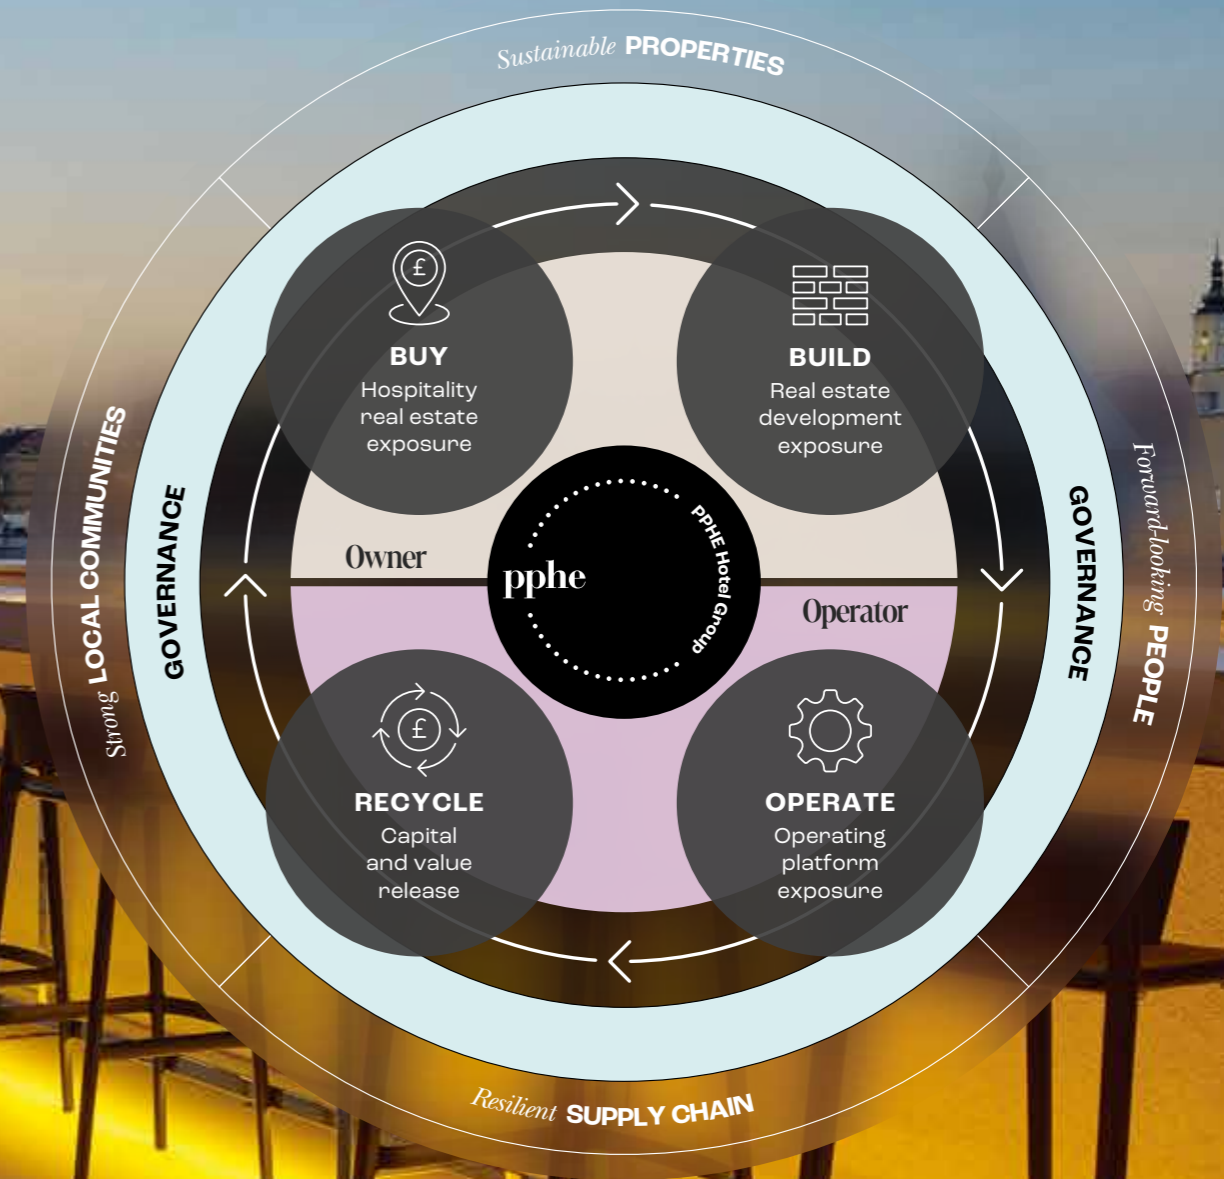 Sustainable PROPERTIES
£
BUY
Hospitality
real estate
exposure
BUILD
Real estate
development
exposure
Strong LOCAL COMMUNITIES
GOVERNANCE
Owner
pphe
PPHE Hotel Group
Operator
GOVERNANCE
Forward-looking PEOPLE
£
RECYCLE
Capital
and value
release
OPERATE
Operating
platform
exposure
Resilient SUPPLY CHAIN